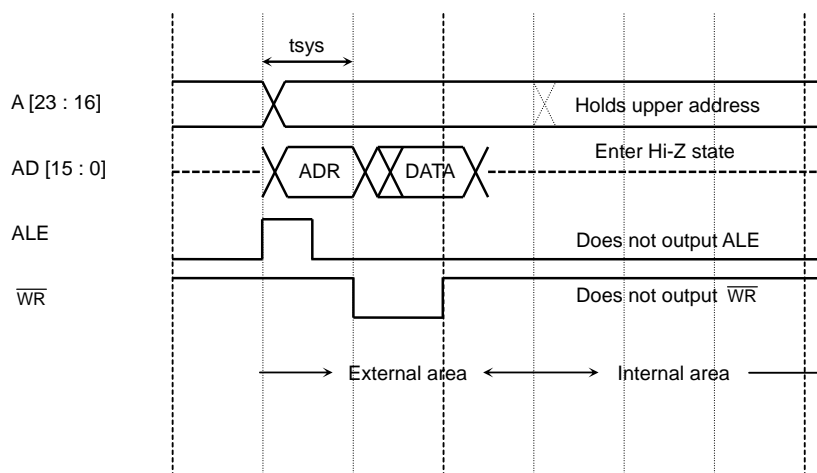 tsys
A [23 : 16]
Holds upper address
AD [15 : 0]
ADR
DATA
Enter Hi-Z state
ALE
Does not output ALE
WR
Does not output WR
External area
Internal area